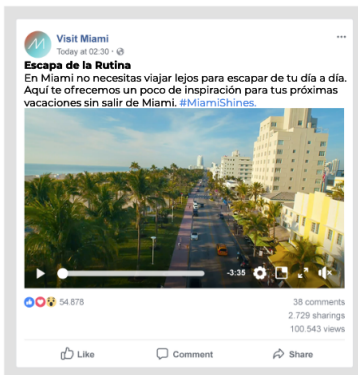 Visit Miami
Today at 02:30 ·
Escapa de la Rutina
En Miami no necesitas viajar lejos para escapar de tu día a día.
Aquí te ofrecemos un poco de inspiración para tus próximas
vacaciones sin salir de Miami. #MiamiShines.
-3:35
54.878
38 comments
2.729 sharings
100.543 views
Like
Comment
Share